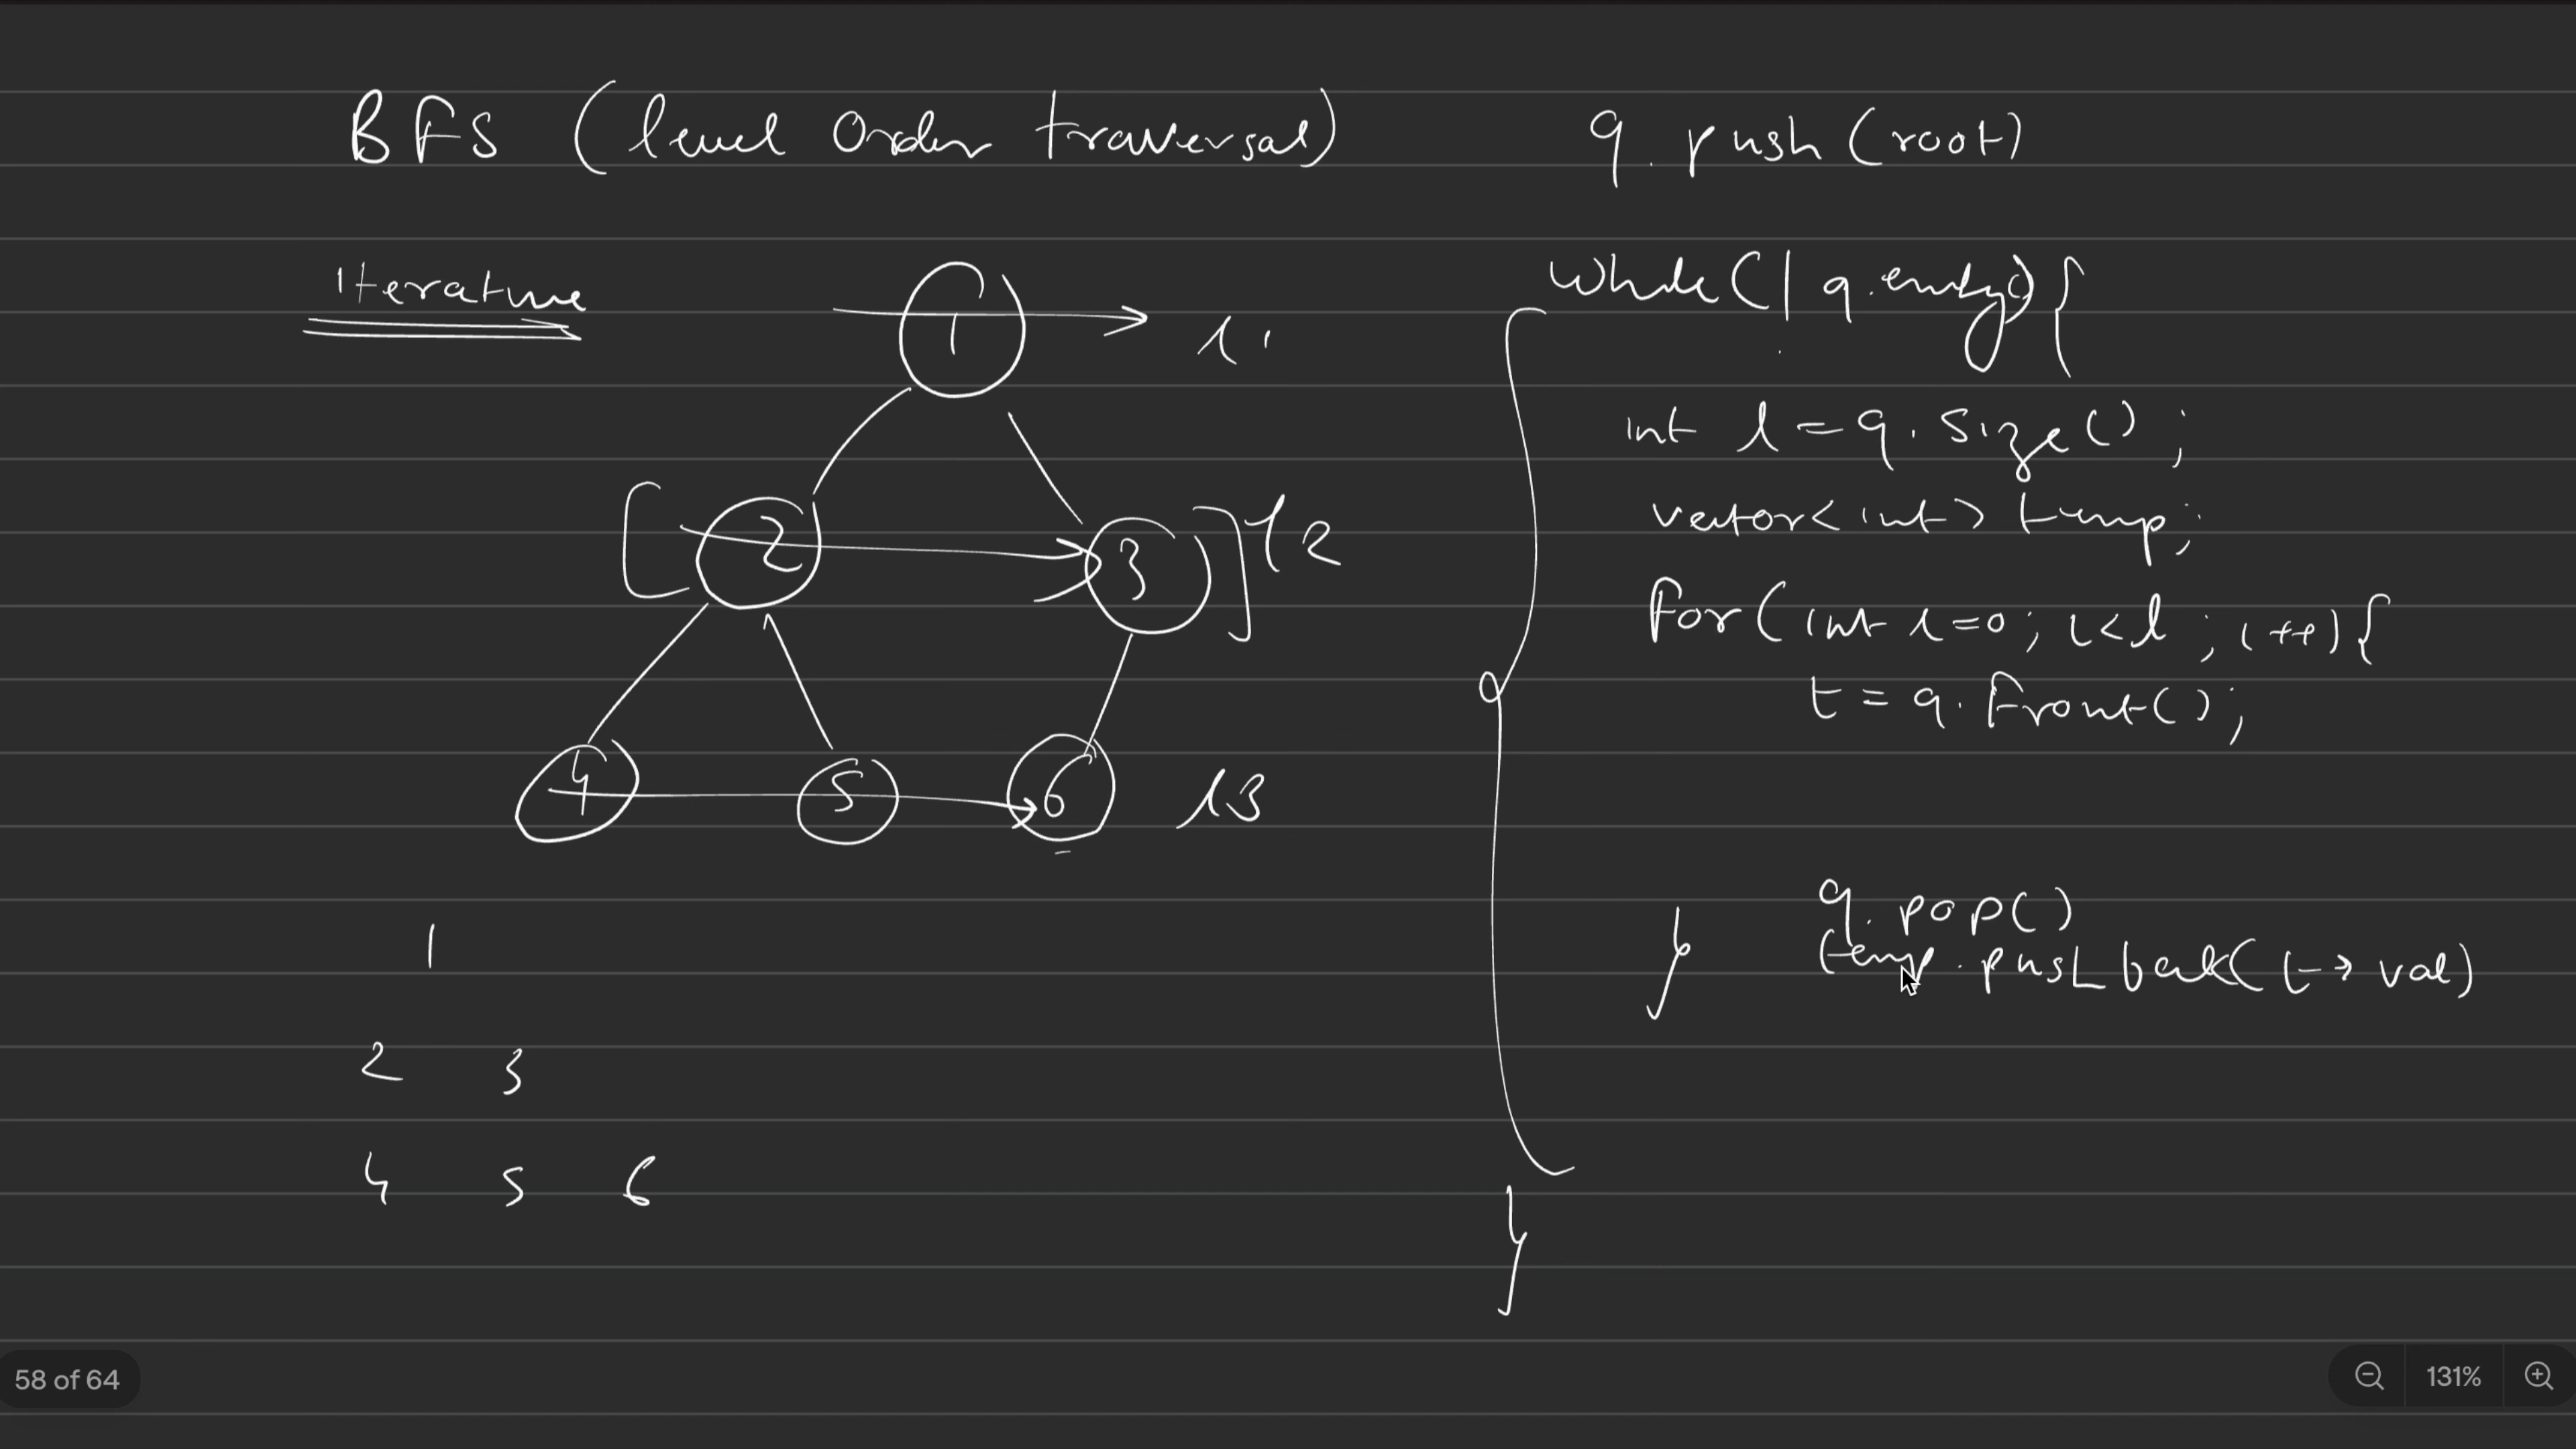 BFS (level Order traversal)
Iterative
1
l1
2
3
l2
4
5
6
l3
1
2 3
4 5 6
q.push(root)
while(!q.empty()){
int l = q.size();
vector<int> temp;
for(int i=0; i<l; i++){
t = q.front();
q.pop()
temp.push back(t->val)
}
}
58 of 64
131%